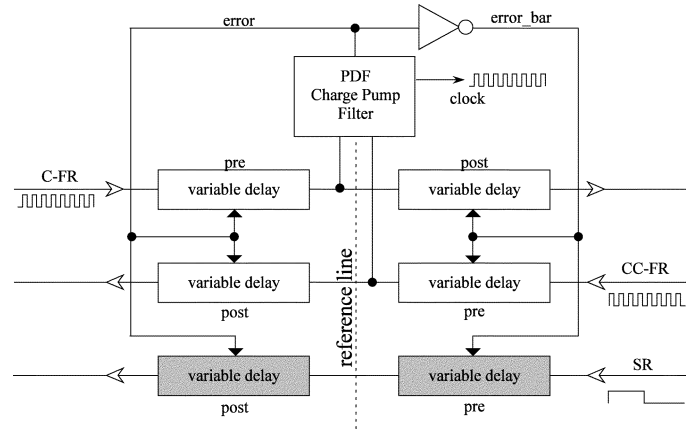 error
error_bar
PDF
Charge Pump
Filter
clock
C-FR
pre
post
variable delay
variable delay
reference line
variable delay
variable delay
CC-FR
post
pre
variable delay
variable delay
SR
post
pre